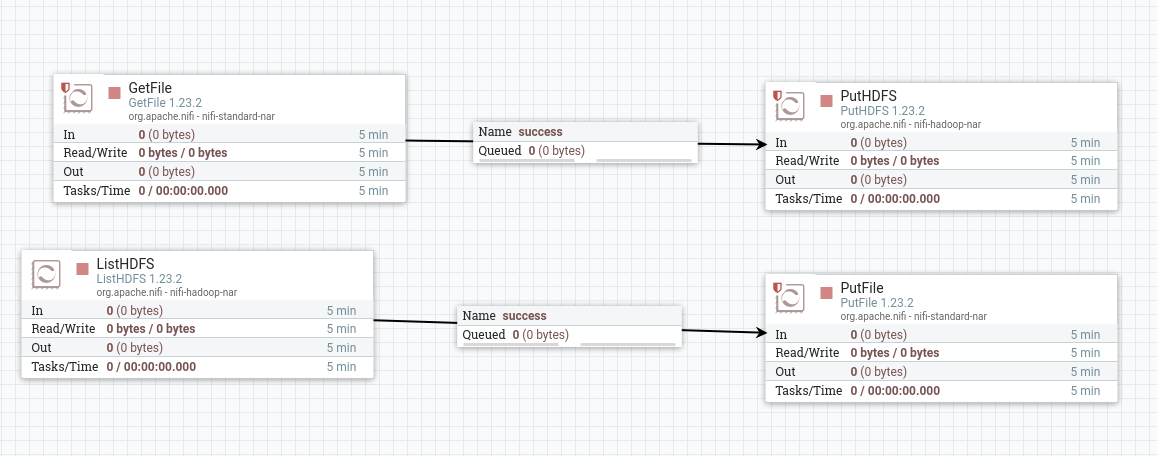 GetFile
GetFile 1.23.2
org.apache.nifi - nifi-standard-nar
In 0 (0 bytes) 5 min
Read/Write 0 bytes / 0 bytes 5 min
Out 0 (0 bytes) 5 min
Tasks/Time 0 / 00:00:00.000 5 min
Name success
Queued 0 (0 bytes)
PutHDFS
PutHDFS 1.23.2
org.apache.nifi - nifi-hadoop-nar
In 0 (0 bytes) 5 min
Read/Write 0 bytes / 0 bytes 5 min
Out 0 (0 bytes) 5 min
Tasks/Time 0 / 00:00:00.000 5 min
ListHDFS
ListHDFS 1.23.2
org.apache.nifi - nifi-hadoop-nar
In 0 (0 bytes) 5 min
Read/Write 0 bytes / 0 bytes 5 min
Out 0 (0 bytes) 5 min
Tasks/Time 0 / 00:00:00.000 5 min
Name success
Queued 0 (0 bytes)
PutFile
PutFile 1.23.2
org.apache.nifi - nifi-standard-nar
In 0 (0 bytes) 5 min
Read/Write 0 bytes / 0 bytes 5 min
Out 0 (0 bytes) 5 min
Tasks/Time 0 / 00:00:00.000 5 min